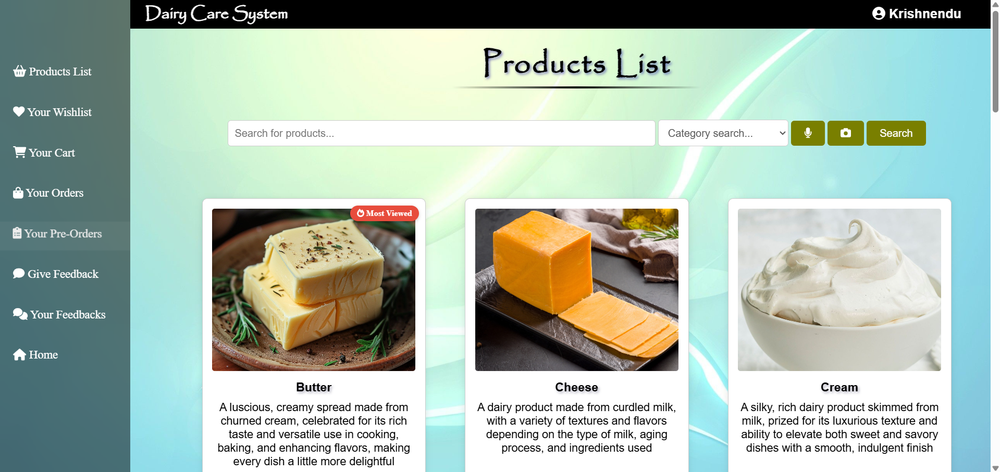 Dairy Care System
Krishnendu
Products List
Your Wishlist
Your Cart
Your Orders
Your Pre-Orders
Give Feedback
Your Feedbacks
Home
Products List
Search for products...
Category search...
Search
Most Viewed
Butter
A luscious, creamy spread made from
churned cream, celebrated for its rich
taste and versatile use in cooking,
baking, and enhancing flavors, making
every dish a little more delightful
Cheese
A dairy product made from curdled milk,
with a variety of textures and flavors
depending on the type of milk, aging
process, and ingredients used
Cream
A silky, rich dairy product skimmed from
milk, prized for its luxurious texture and
ability to elevate both sweet and savory
dishes with a smooth, indulgent finish